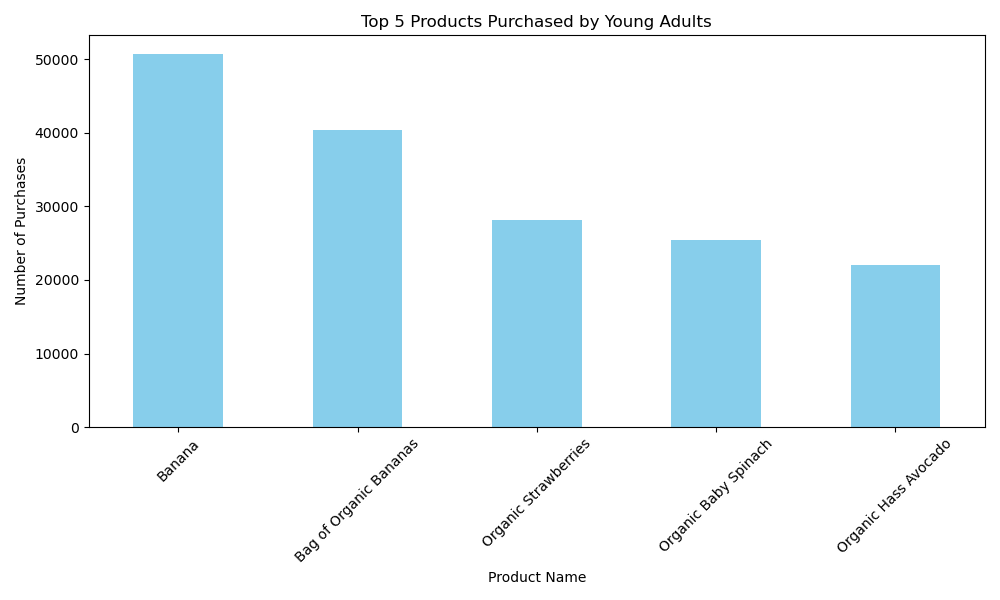 Top 5 Products Purchased by Young Adults
Number of Purchases
50000
40000
30000
20000
10000
0
Banana
Bag of Organic Bananas
Organic Strawberries
Organic Baby Spinach
Organic Hass Avocado
Product Name